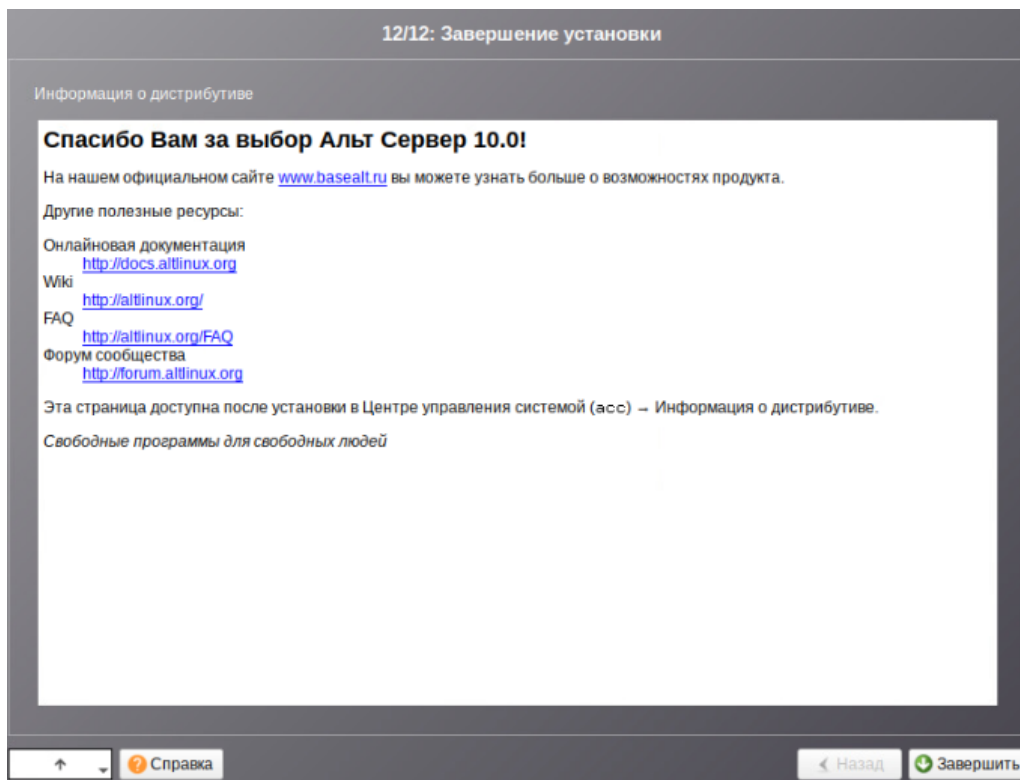 12/12: Завершение установки
Информация о дистрибутиве
Спасибо Вам за выбор Альт Сервер 10.0!
На нашем официальном сайте www.basealt.ru вы можете узнать больше о возможностях продукта.
Другие полезные ресурсы:
Онлайновая документация
http://docs.altlinux.org
Wiki
http://altlinux.org/
FAQ
http://altlinux.org/FAQ
Форум сообщества
http://forum.altlinux.org
Эта страница доступна после установки в Центре управления системой (acc) → Информация о дистрибутиве.
Свободные программы для свободных людей
Справка
Назад
Завершить